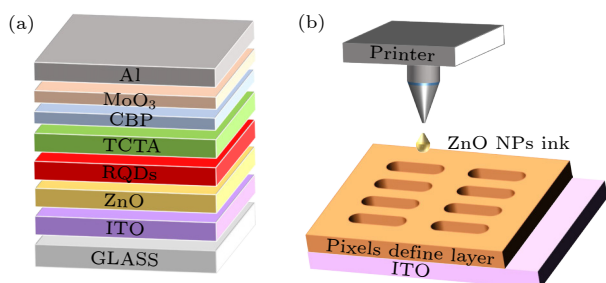 (a)
Al
MoO₃
CBP
TCTA
RQDs
ZnO
ITO
GLASS
(b)
Printer
ZnO NPs ink
Pixels define layer
ITO